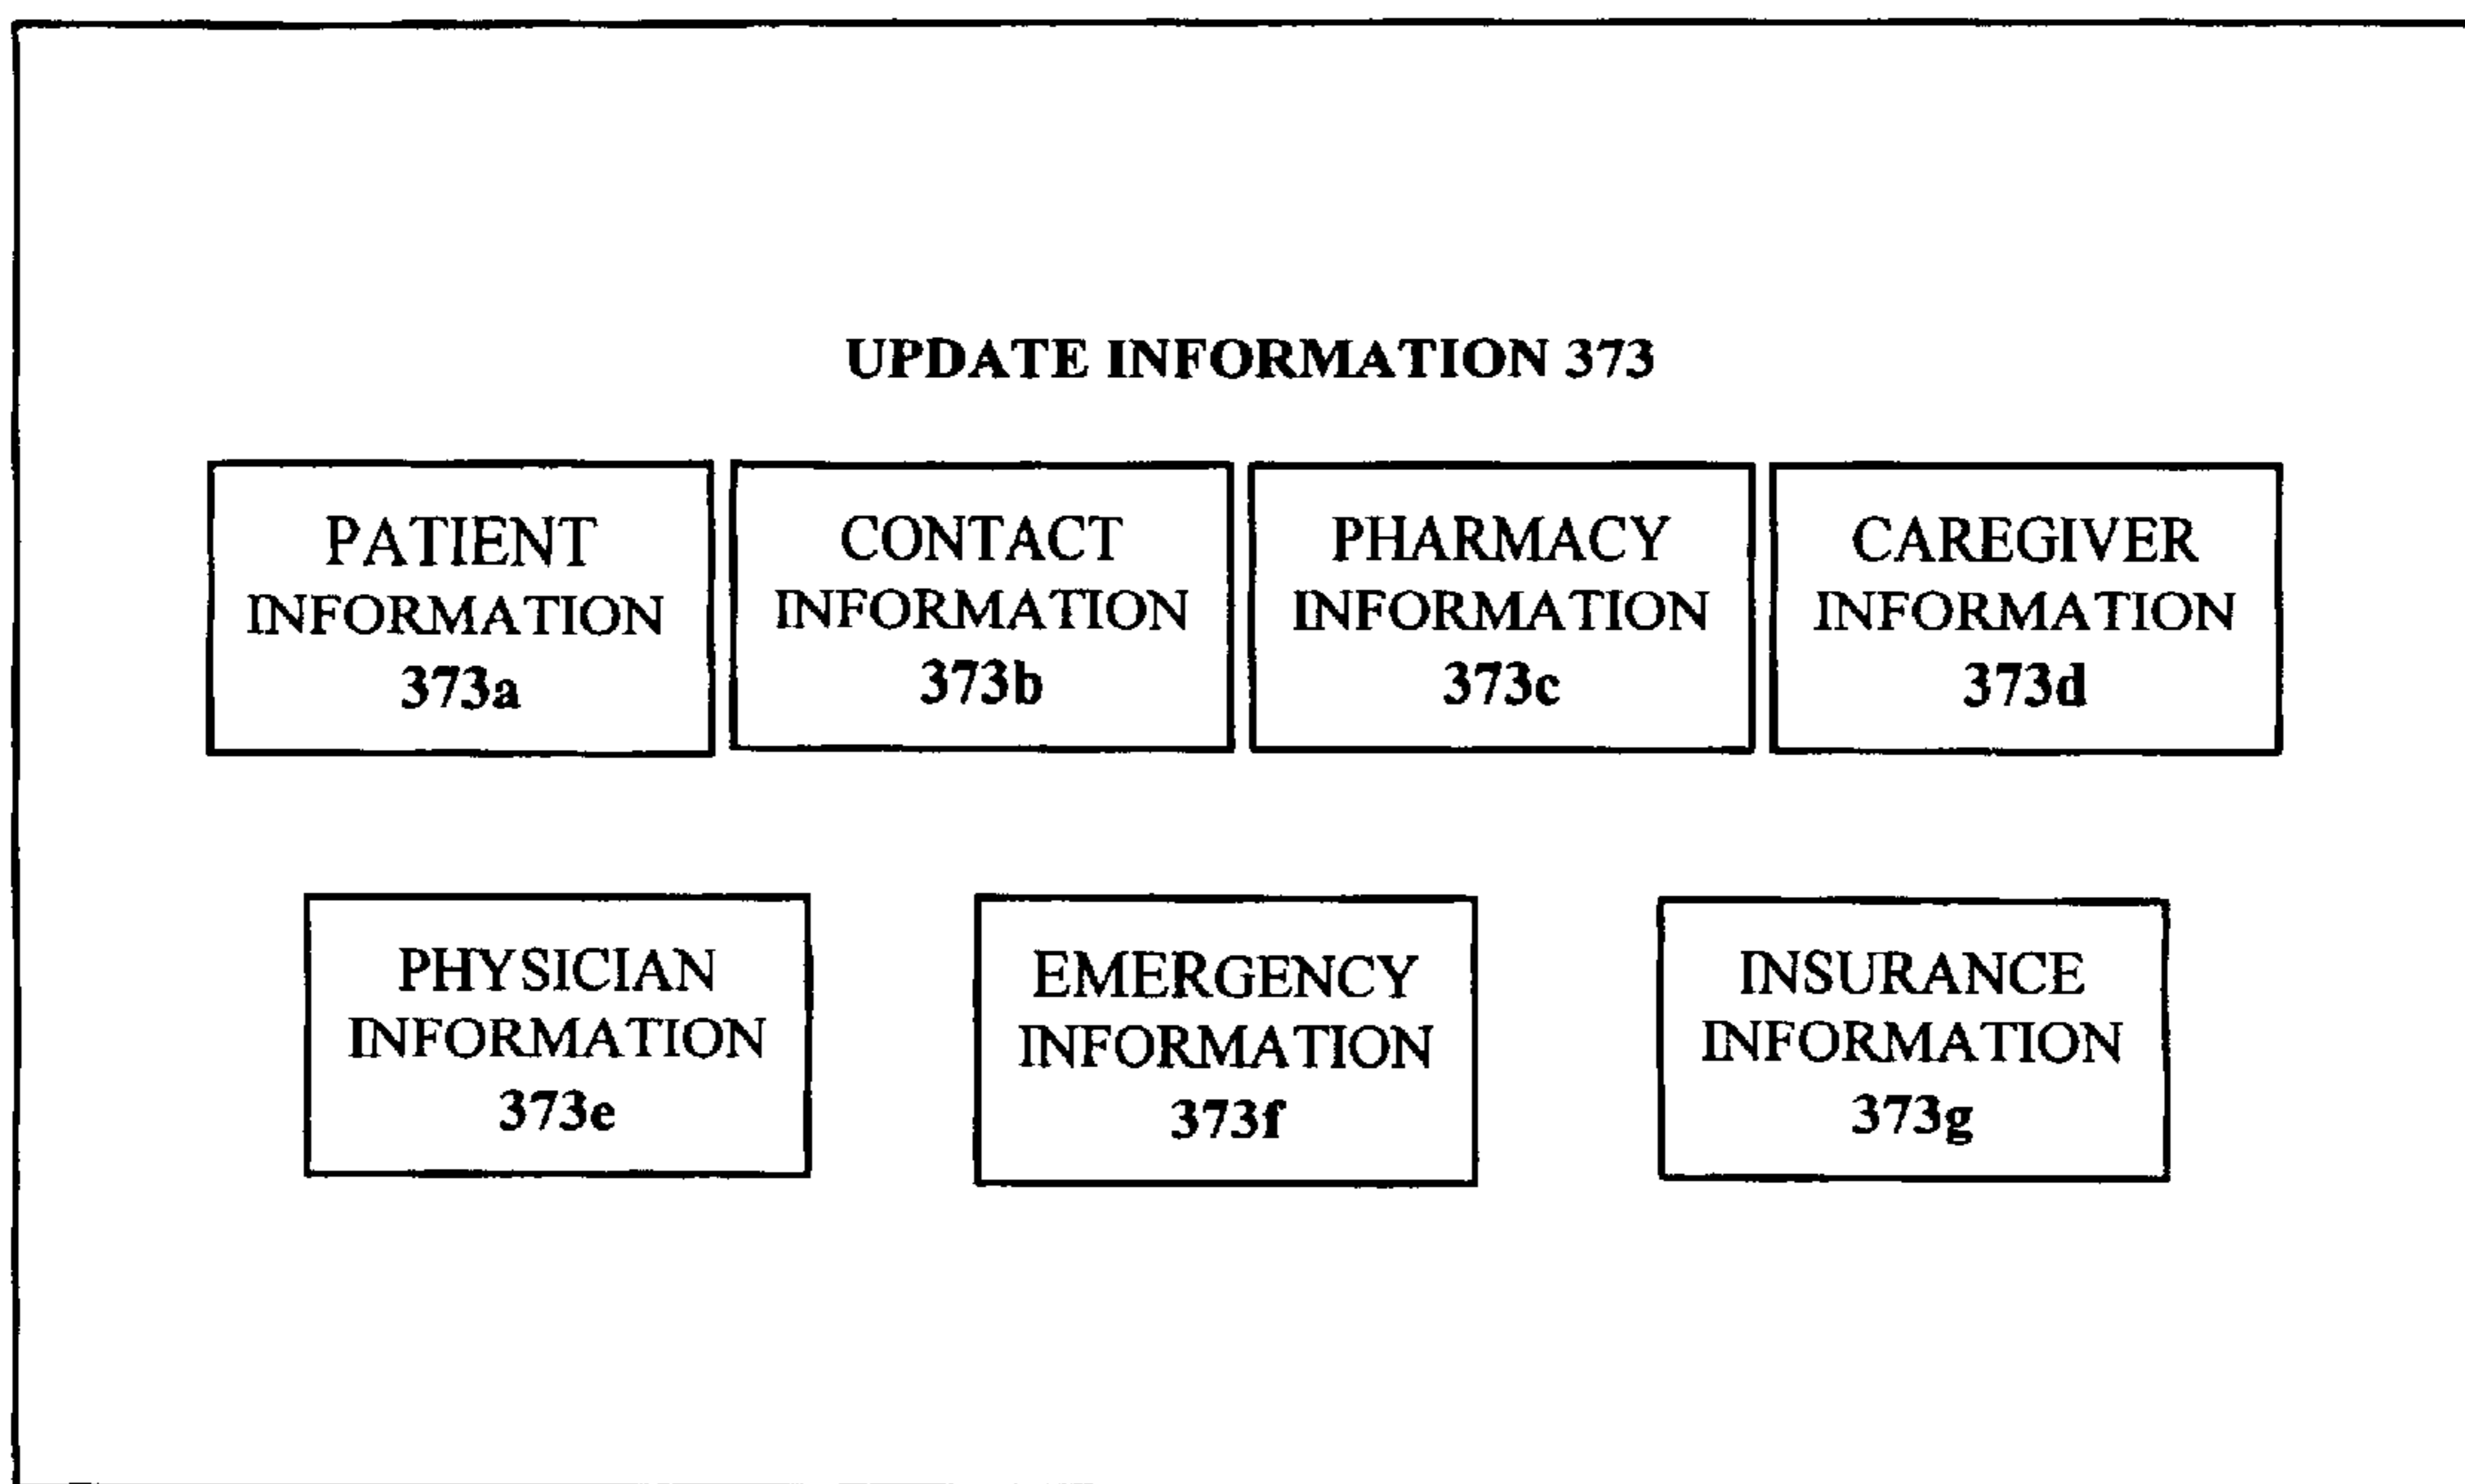 UPDATE INFORMATION 373
PATIENT
INFORMATION
373a
CONTACT
INFORMATION
373b
PHARMACY
INFORMATION
373c
CAREGIVER
INFORMATION
373d
PHYSICIAN
INFORMATION
373e
EMERGENCY
INFORMATION
373f
INSURANCE
INFORMATION
373g